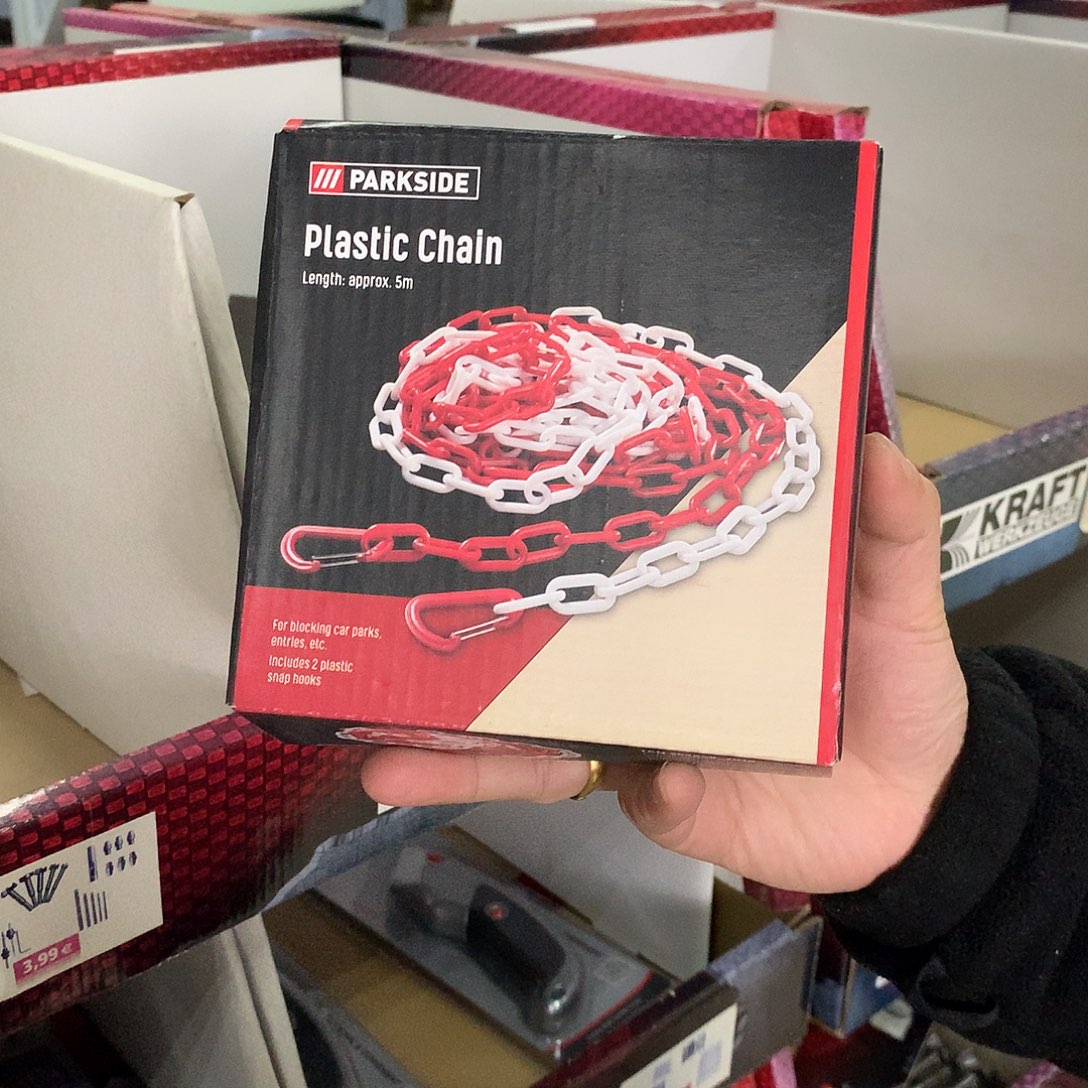 /// PARKSIDE
Plastic Chain
Length: approx. 5m
For blocking car parks,
entries, etc.
Includes 2 plastic
snap hooks
KRAFT
WERKZEUGE
3,99 €